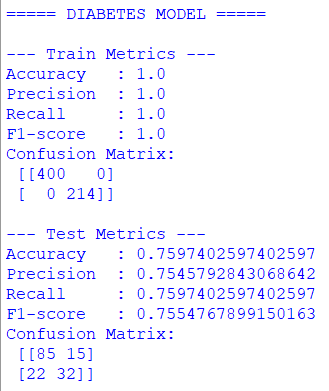 ===== DIABETES MODEL =====
--- Train Metrics ---
Accuracy   : 1.0
Precision  : 1.0
Recall     : 1.0
F1-score   : 1.0
Confusion Matrix:
 [[400   0]
 [  0 214]]
--- Test Metrics ---
Accuracy   : 0.7597402597402597
Precision  : 0.7545792843068642
Recall     : 0.7597402597402597
F1-score   : 0.7554767899150163
Confusion Matrix:
 [[85 15]
 [22 32]]